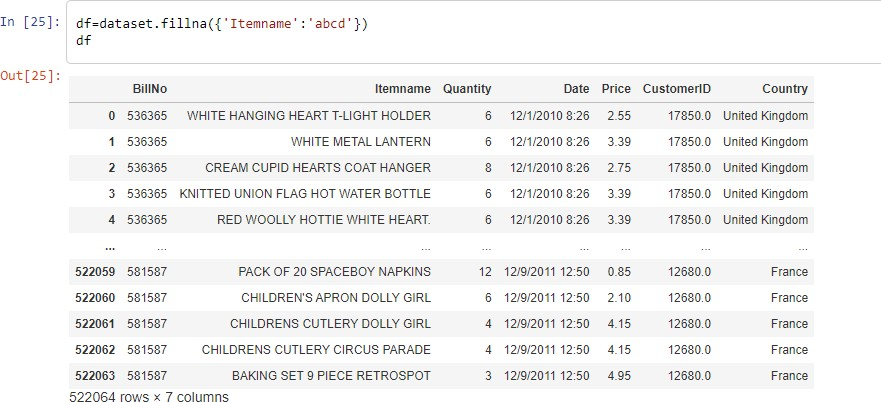 In [25]: df=dataset.fillna({'Itemname':'abcd'})
df
Out[25]:
BillNo Itemname Quantity Date Price CustomerID Country
0 536365 WHITE HANGING HEART T-LIGHT HOLDER 6 12/1/2010 8:26 2.55 17850.0 United Kingdom
1 536365 WHITE METAL LANTERN 6 12/1/2010 8:26 3.39 17850.0 United Kingdom
2 536365 CREAM CUPID HEARTS COAT HANGER 8 12/1/2010 8:26 2.75 17850.0 United Kingdom
3 536365 KNITTED UNION FLAG HOT WATER BOTTLE 6 12/1/2010 8:26 3.39 17850.0 United Kingdom
4 536365 RED WOOLLY HOTTIE WHITE HEART. 6 12/1/2010 8:26 3.39 17850.0 United Kingdom
... ... ... ... ... ... ... ...
522059 581587 PACK OF 20 SPACEBOY NAPKINS 12 12/9/2011 12:50 0.85 12680.0 France
522060 581587 CHILDREN'S APRON DOLLY GIRL 6 12/9/2011 12:50 2.10 12680.0 France
522061 581587 CHILDRENS CUTLERY DOLLY GIRL 4 12/9/2011 12:50 4.15 12680.0 France
522062 581587 CHILDRENS CUTLERY CIRCUS PARADE 4 12/9/2011 12:50 4.15 12680.0 France
522063 581587 BAKING SET 9 PIECE RETROSPOT 3 12/9/2011 12:50 4.95 12680.0 France
522064 rows × 7 columns